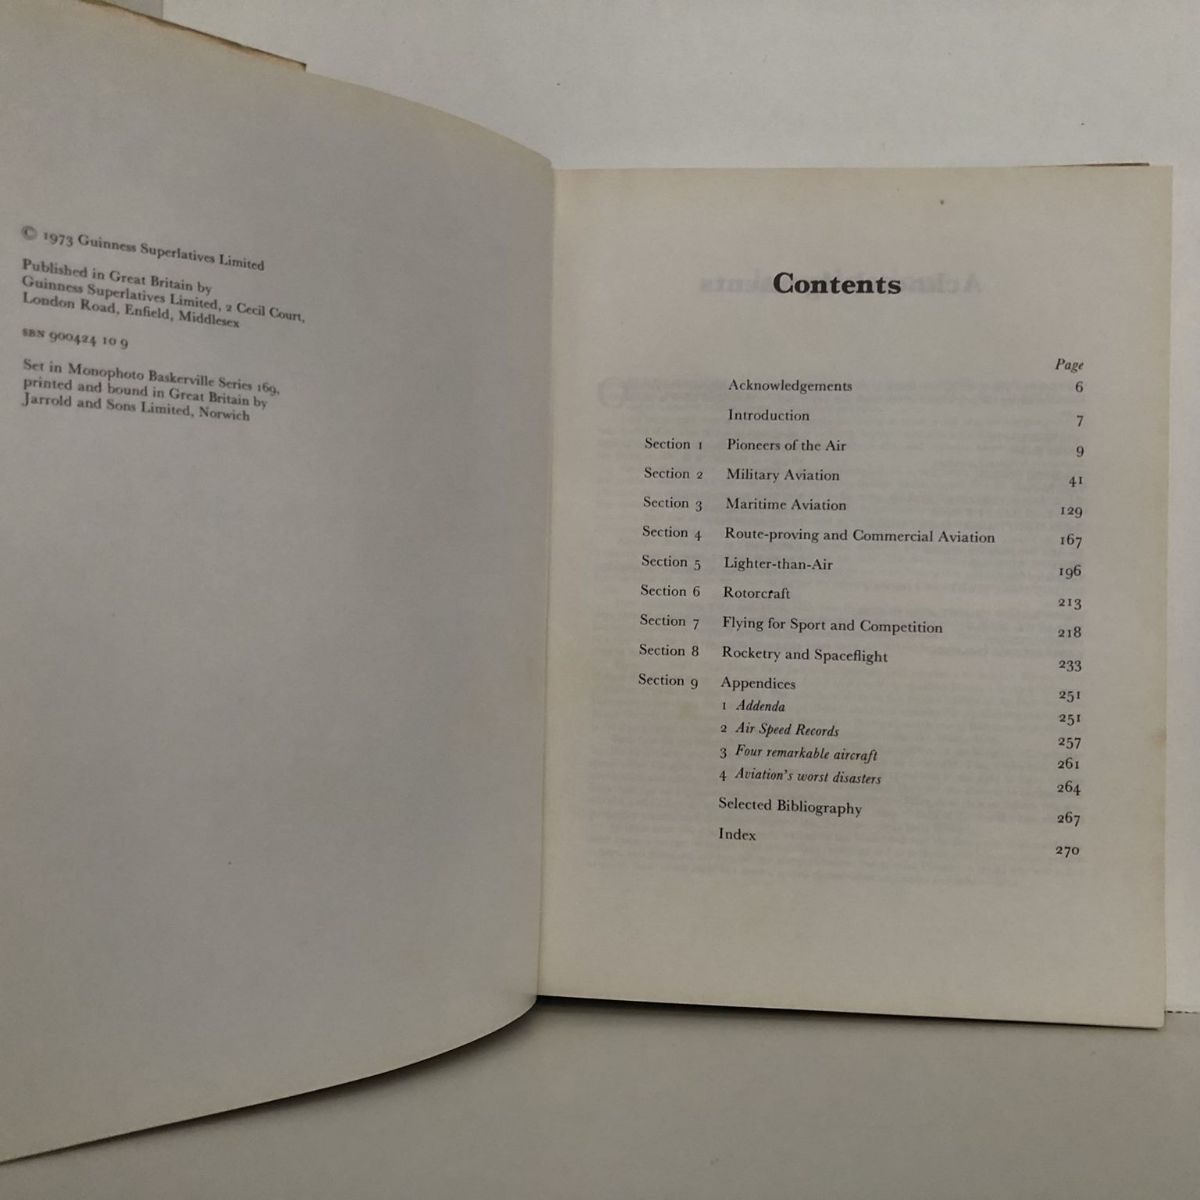 © 1973 Guinness Superlatives Limited
Published in Great Britain by
Guinness Superlatives Limited, 2 Cecil Court,
London Road, Enfield, Middlesex
SBN 900424 10 9
Set in Monophoto Baskerville Series 169,
printed and bound in Great Britain by
Jarrold and Sons Limited, Norwich
Contents
Page
Acknowledgements 6
Introduction 7
Section 1 Pioneers of the Air 9
Section 2 Military Aviation 41
Section 3 Maritime Aviation 129
Section 4 Route-proving and Commercial Aviation 167
Section 5 Lighter-than-Air 196
Section 6 Rotorcraft 213
Section 7 Flying for Sport and Competition 218
Section 8 Rocketry and Spaceflight 233
Section 9 Appendices 251
1 Addenda 251
2 Air Speed Records 257
3 Four remarkable aircraft 261
4 Aviation's worst disasters 264
Selected Bibliography 267
Index 270